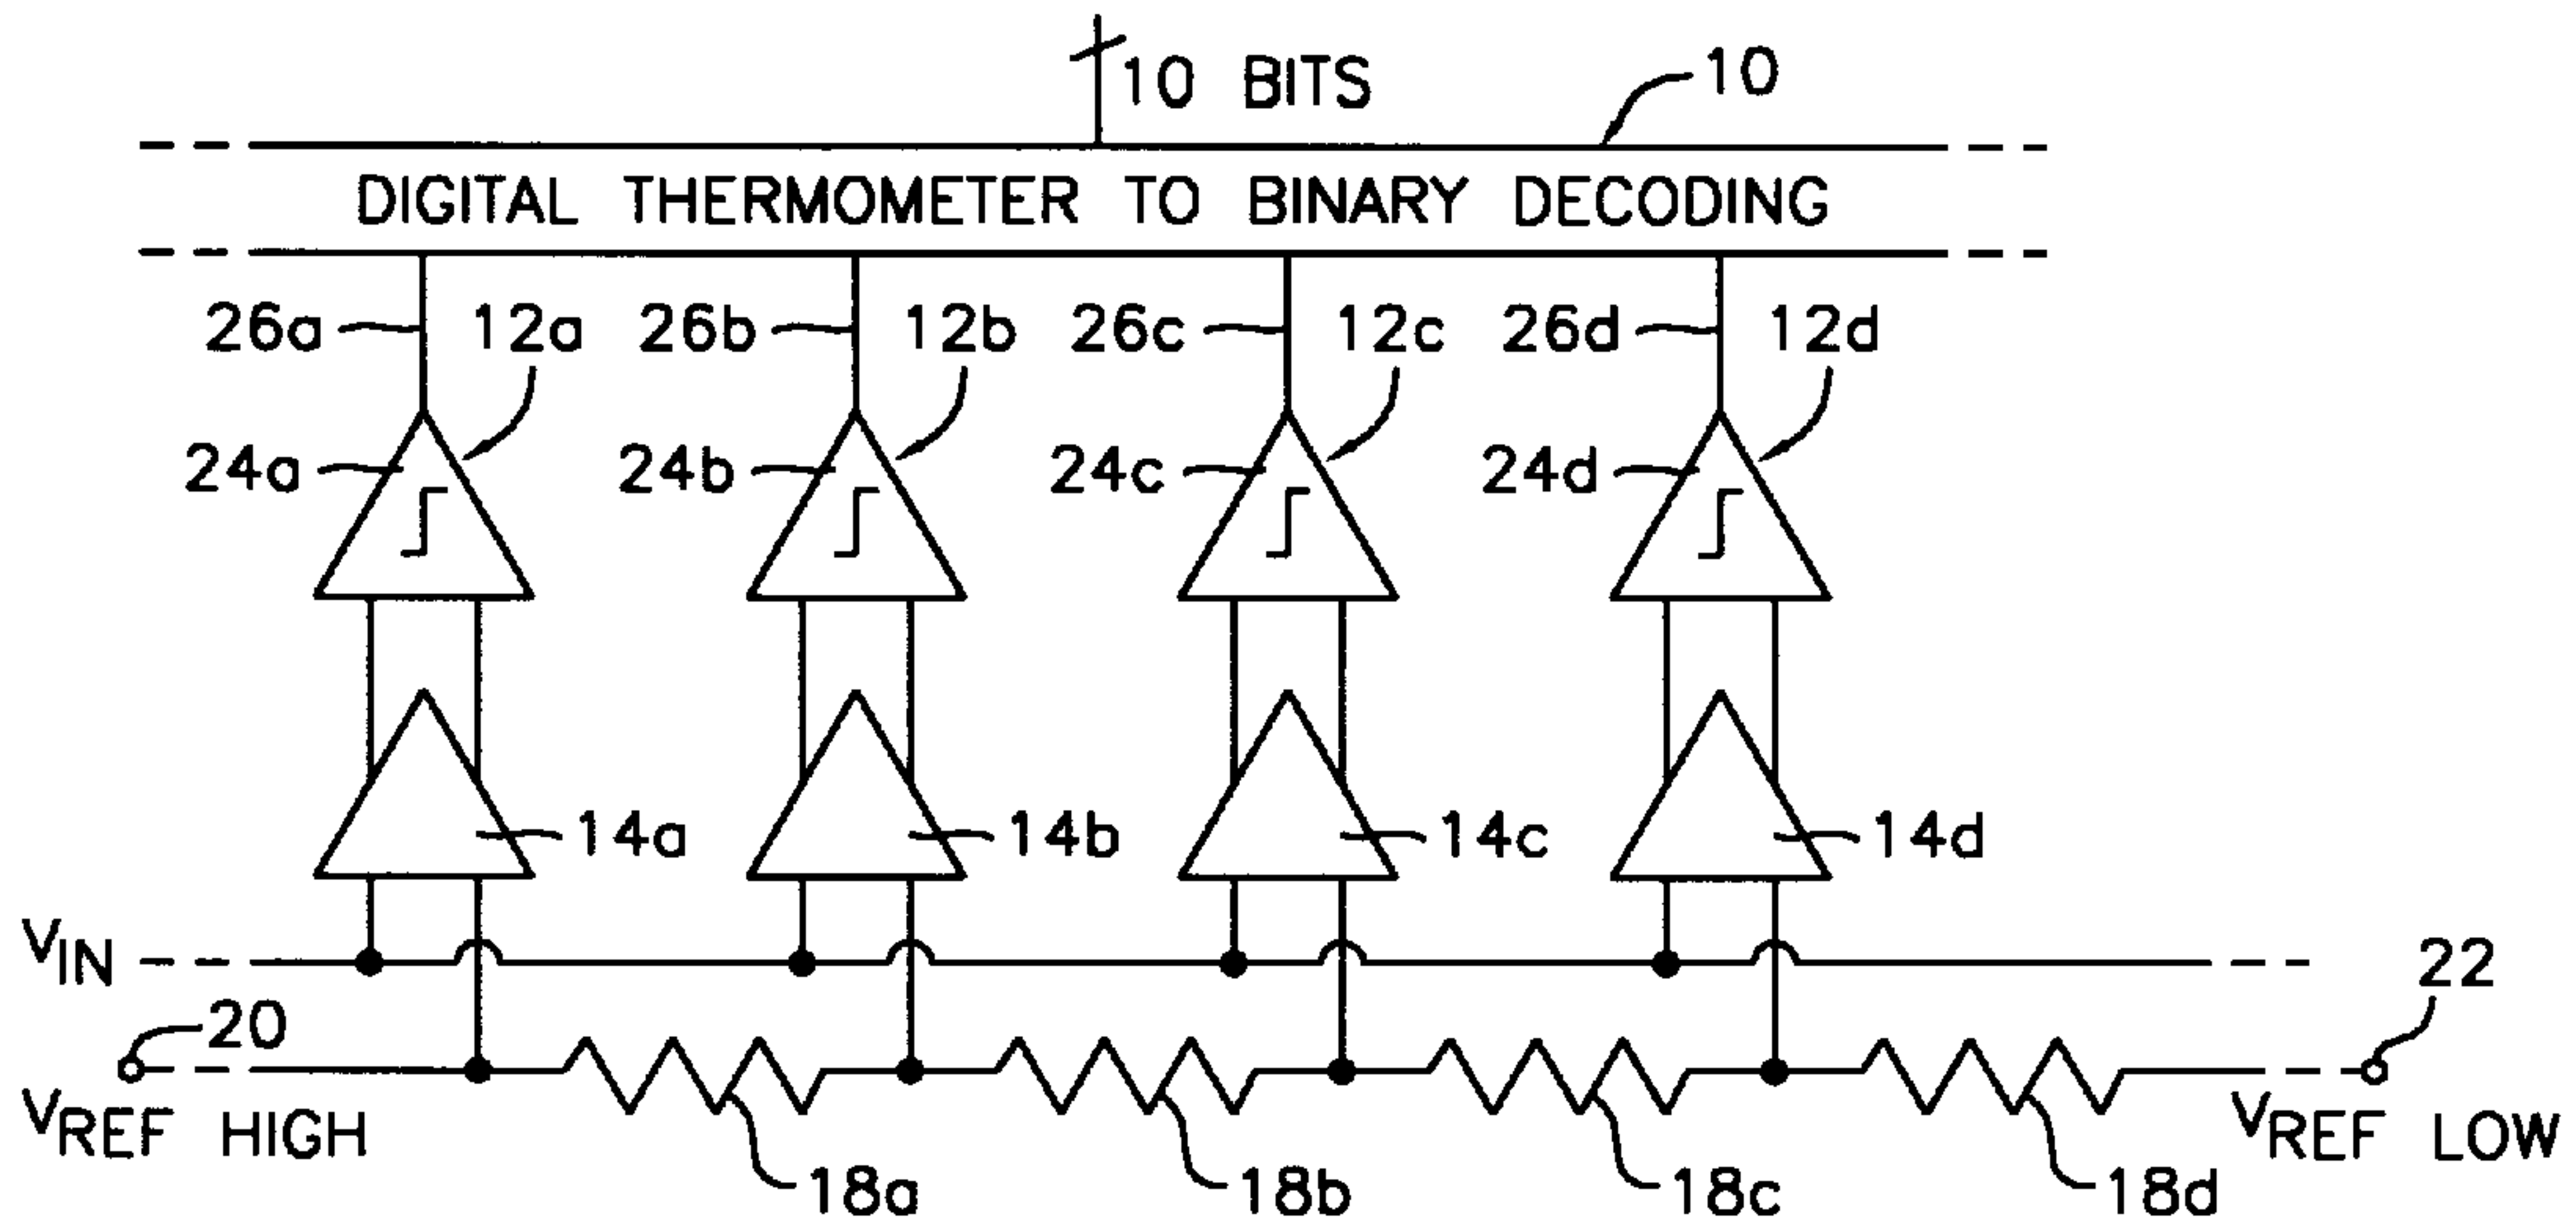 10 BITS
10
DIGITAL THERMOMETER TO BINARY DECODING
26a 12a 26b 12b 26c 12c 26d 12d
24a 24b 24c 24d
14a 14b 14c 14d
VIN
20
22
VREF HIGH
VREF LOW
18a 18b 18c 18d